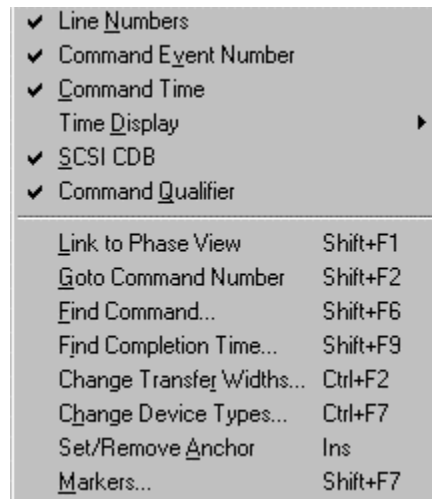 Line Numbers
Command Event Number
Command Time
Time Display
SCSI CDB
Command Qualifier
Link to Phase View Shift+F1
Goto Command Number Shift+F2
Find Command... Shift+F6
Find Completion Time... Shift+F9
Change Transfer Widths... Ctrl+F2
Change Device Types... Ctrl+F7
Set/Remove Anchor Ins
Markers... Shift+F7